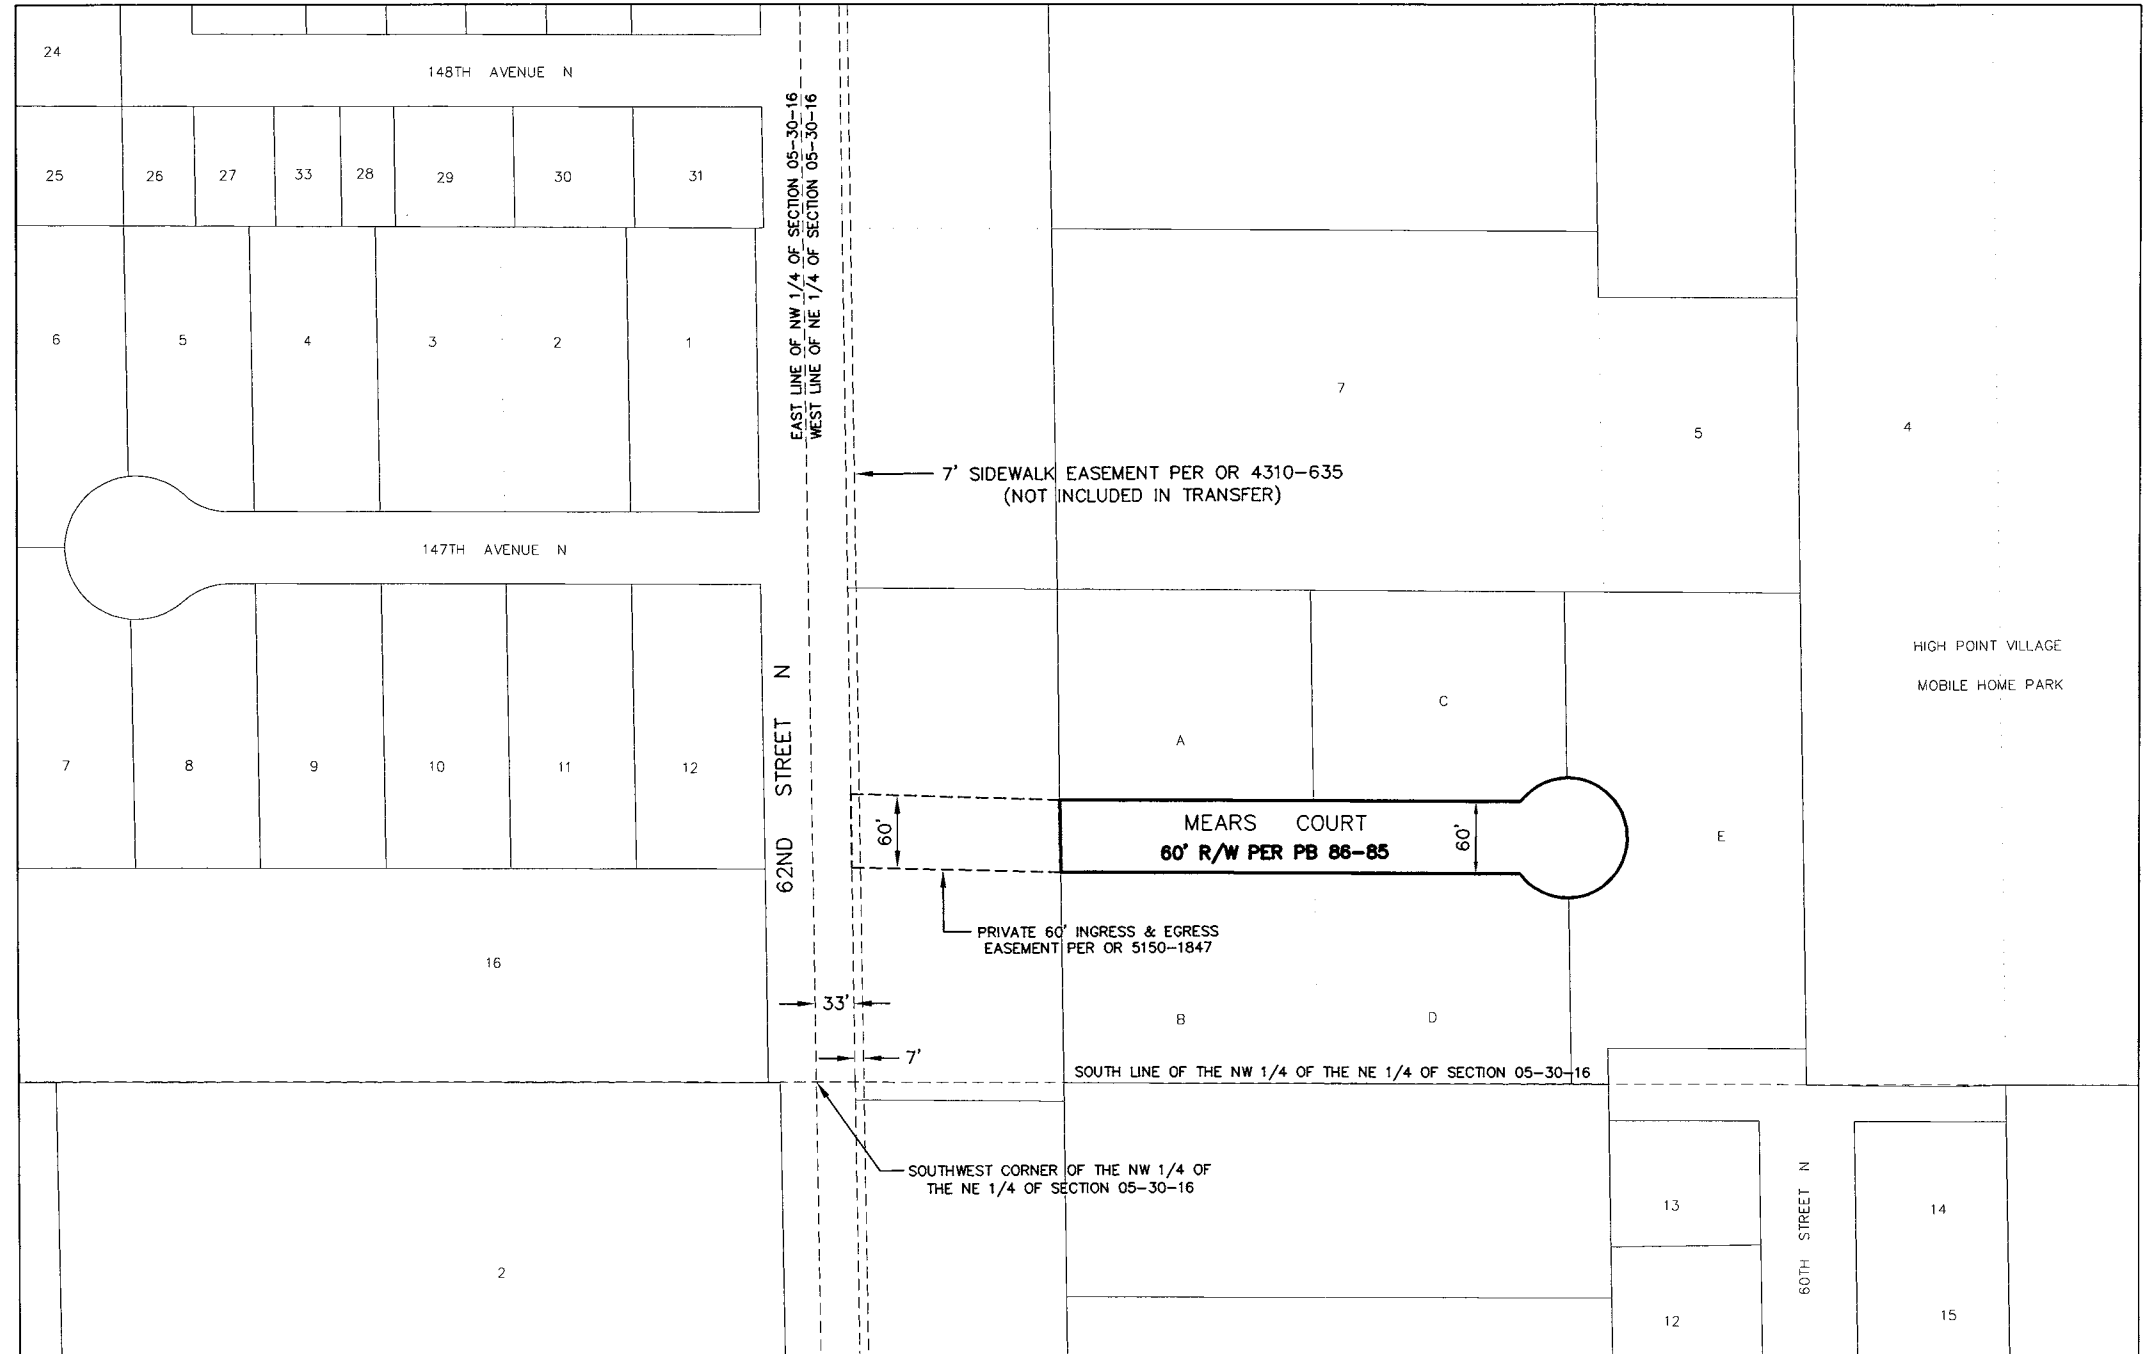 24
148TH AVENUE N
25
26
27
33
28
29
30
31
EAST LINE OF NW 1/4 OF SECTION 05-30-16
WEST LINE OF NE 1/4 OF SECTION 05-30-16
6
5
4
3
2
1
7
5
4
7' SIDEWALK EASEMENT PER OR 4310-635
(NOT INCLUDED IN TRANSFER)
147TH AVENUE N
HIGH POINT VILLAGE
MOBILE HOME PARK
62ND STREET N
7
8
9
10
11
12
A
C
60'
MEARS COURT
60' R/W PER PB 86-85
60'
E
PRIVATE 60' INGRESS & EGRESS
EASEMENT PER OR 5150-1847
16
33'
B
D
7'
SOUTH LINE OF THE NW 1/4 OF THE NE 1/4 OF SECTION 05-30-16
SOUTHWEST CORNER OF THE NW 1/4 OF
THE NE 1/4 OF SECTION 05-30-16
2
13
60TH STREET N
14
12
15